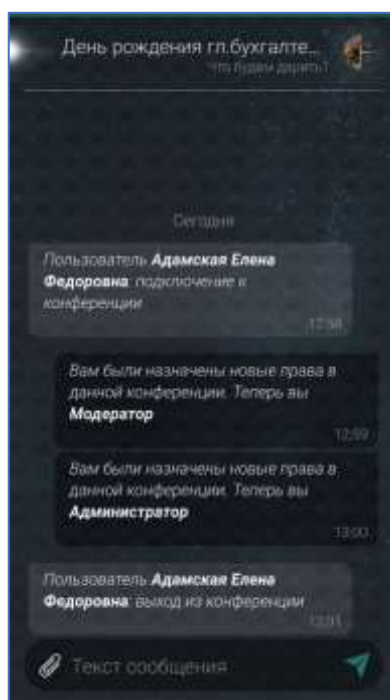 День рождения гл.бухгалте...
Что будем дарить?
Сегодня
Пользователь Адамская Елена
Федоровна: подключение к
конференции
12:58
Вам были назначены новые права в
данной конференции. Теперь вы
Модератор
12:59
Вам были назначены новые права в
данной конференции. Теперь вы
Администратор
13:00
Пользователь Адамская Елена
Федоровна: выход из конференции
13:01
Текст сообщения